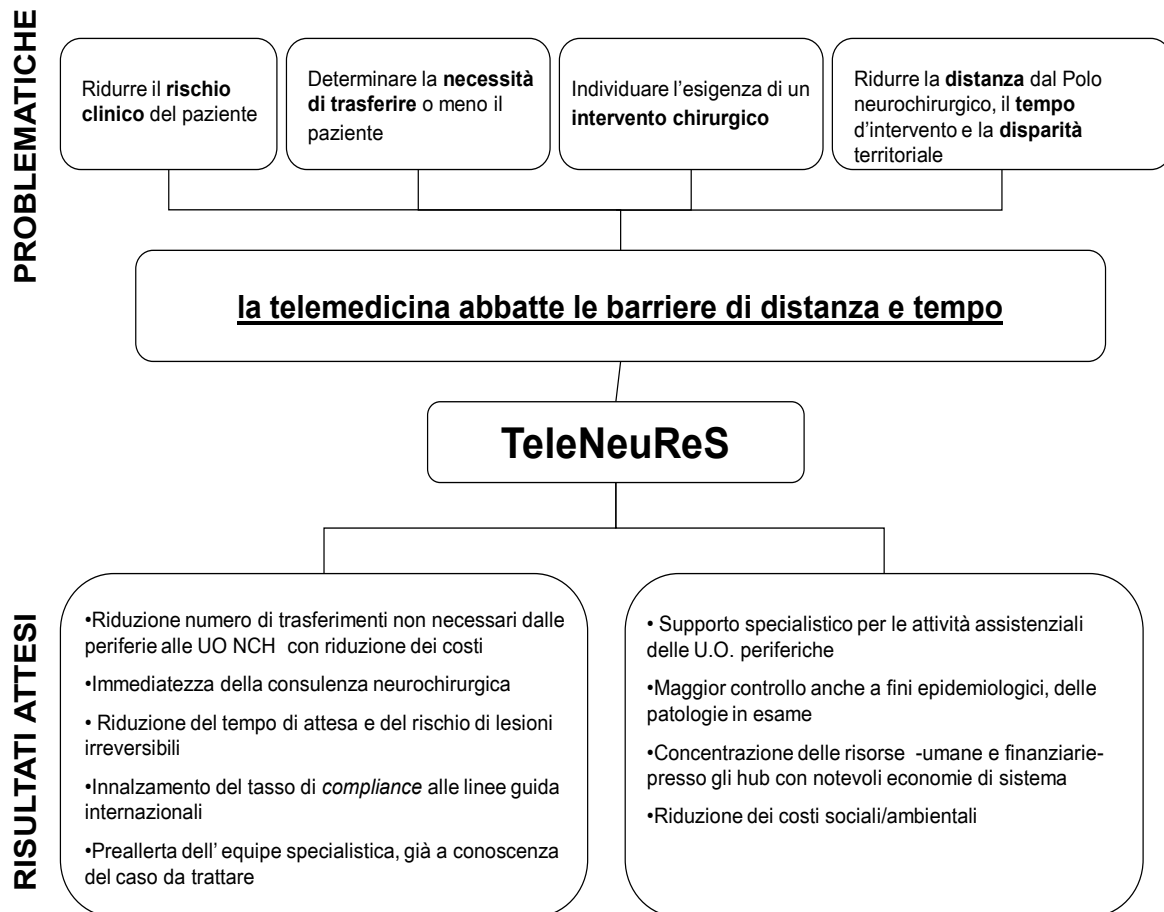 PROBLEMATICHE
Ridurre il rischio
clinico del paziente
Determinare la necessità
di trasferire o meno il
paziente
Individuare l'esigenza di un
intervento chirurgico
Ridurre la distanza dal Polo
neurochirurgico, il tempo
d'intervento e la disparità
territoriale
la telemedicina abbatte le barriere di distanza e tempo
TeleNeuReS
RISULTATI ATTESI
•Riduzione numero di trasferimenti non necessari dalle
periferie alle UO NCH con riduzione dei costi
•Immediatezza della consulenza neurochirurgica
• Riduzione del tempo di attesa e del rischio di lesioni
irreversibili
•Innalzamento del tasso di compliance alle linee guida
internazionali
•Preallerta dell' equipe specialistica, già a conoscenza
del caso da trattare
• Supporto specialistico per le attività assistenziali
delle U.O. periferiche
•Maggior controllo anche a fini epidemiologici, delle
patologie in esame
•Concentrazione delle risorse -umane e finanziarie-
presso gli hub con notevoli economie di sistema
•Riduzione dei costi sociali/ambientali